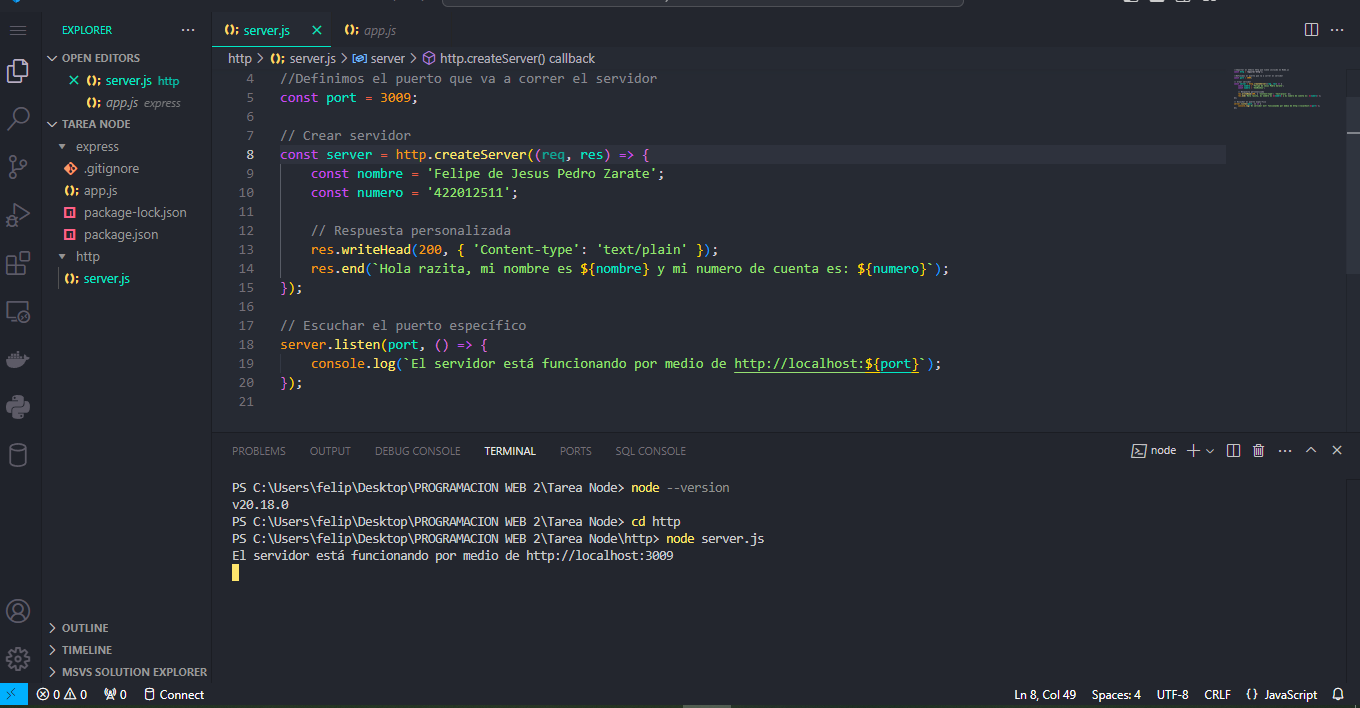 EXPLORER
OPEN EDITORS
server.js http
app.js express
TAREA NODE
express
.gitignore
app.js
package-lock.json
package.json
http
server.js
OUTLINE
TIMELINE
MSVS SOLUTION EXPLORER
server.js app.js
http > server.js > server > http.createServer() callback
4 //Definimos el puerto que va a correr el servidor
5 const port = 3009;
6
7 // Crear servidor
8 const server = http.createServer((req, res) => {
9 const nombre = 'Felipe de Jesus Pedro Zarate';
10 const numero = '422012511';
11
12 // Respuesta personalizada
13 res.writeHead(200, { 'Content-type': 'text/plain' });
14 res.end(`Hola razita, mi nombre es ${nombre} y mi numero de cuenta es: ${numero}`);
15 });
16
17 // Escuchar el puerto específico
18 server.listen(port, () => {
19 console.log(`El servidor está funcionando por medio de http://localhost:${port}`);
20 });
21
PROBLEMS OUTPUT DEBUG CONSOLE TERMINAL PORTS SQL CONSOLE node
PS C:\Users\felip\Desktop\PROGRAMACION WEB 2\Tarea Node> node --version
v20.18.0
PS C:\Users\felip\Desktop\PROGRAMACION WEB 2\Tarea Node> cd http
PS C:\Users\felip\Desktop\PROGRAMACION WEB 2\Tarea Node\http> node server.js
El servidor está funcionando por medio de http://localhost:3009
0 0 0 Connect Ln 8, Col 49 Spaces: 4 UTF-8 CRLF {} JavaScript